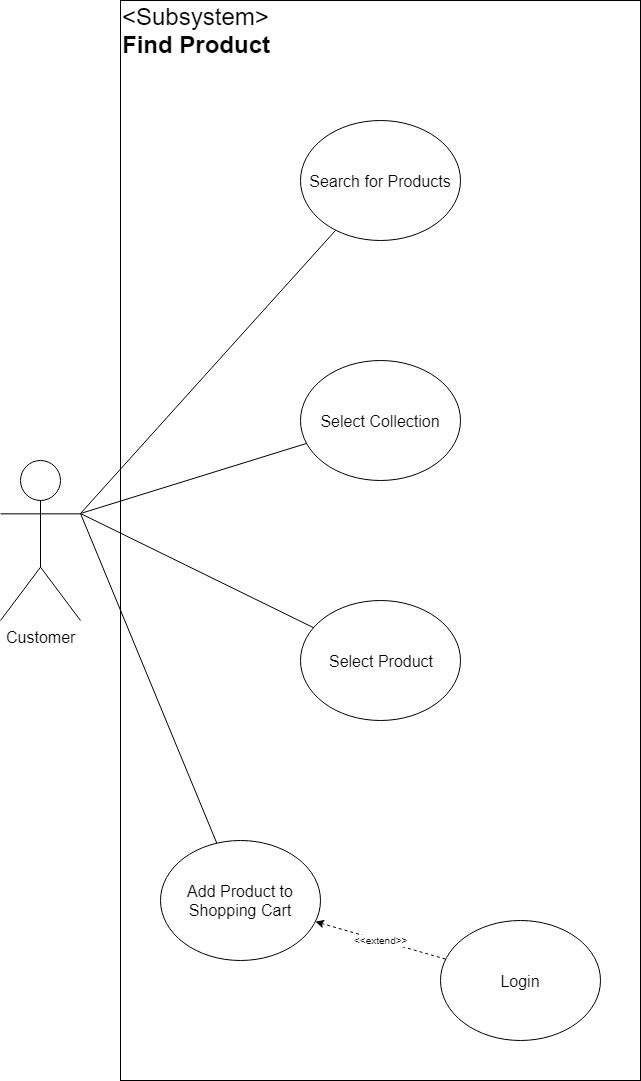 <Subsystem>
Find Product
Search for Products
Select Collection
Customer
Select Product
Add Product to
Shopping Cart
<<extend>>
Login